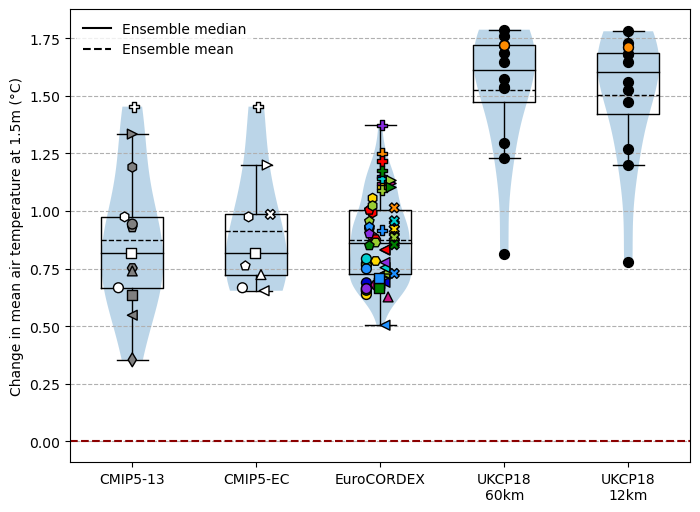 Ensemble median
Ensemble mean
Change in mean air temperature at 1.5m (°C)
1.75
1.50
1.25
1.00
0.75
0.50
0.25
0.00
CMIP5-13
CMIP5-EC
EuroCORDEX
UKCP18
60km
UKCP18
12km